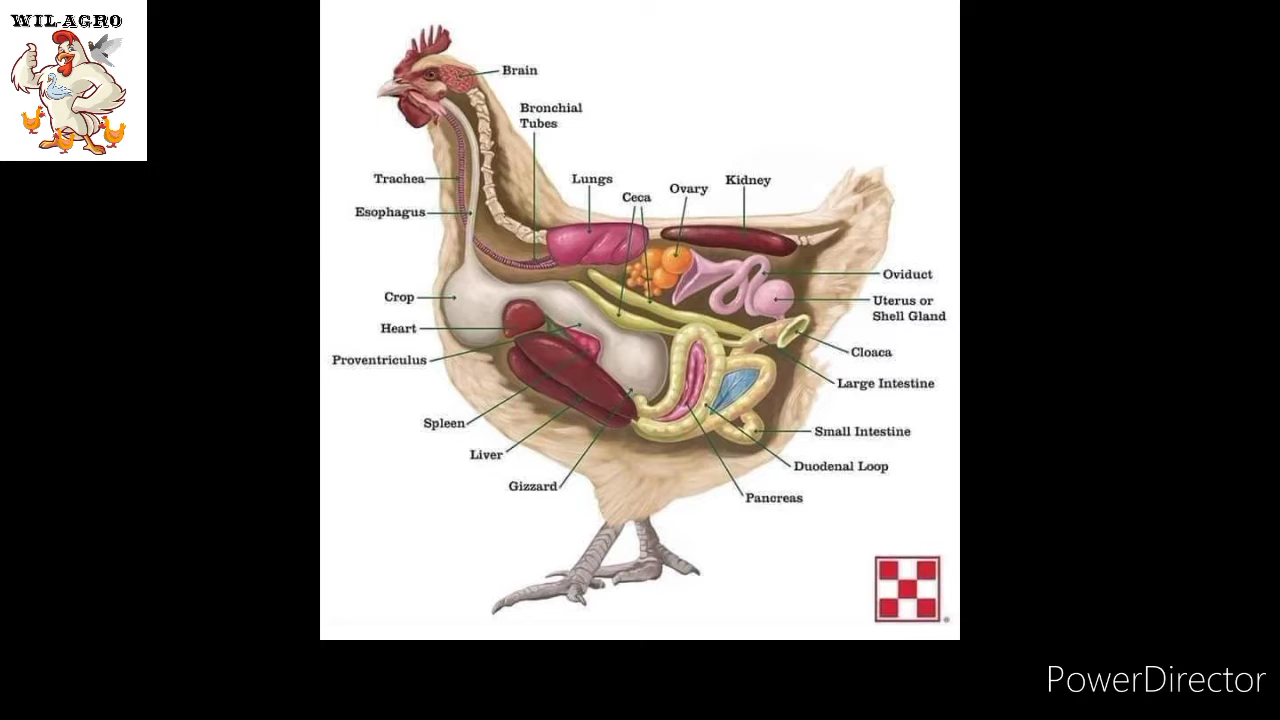 WIL-AGRO
Brain
Bronchial
Tubes
Trachea
Lungs
Ceca
Ovary
Kidney
Esophagus
Oviduct
Crop
Uterus or
Shell Gland
Heart
Proventriculus
Cloaca
Large Intestine
Spleen
Small Intestine
Liver
Duodenal Loop
Gizzard
Pancreas
®
PowerDirector